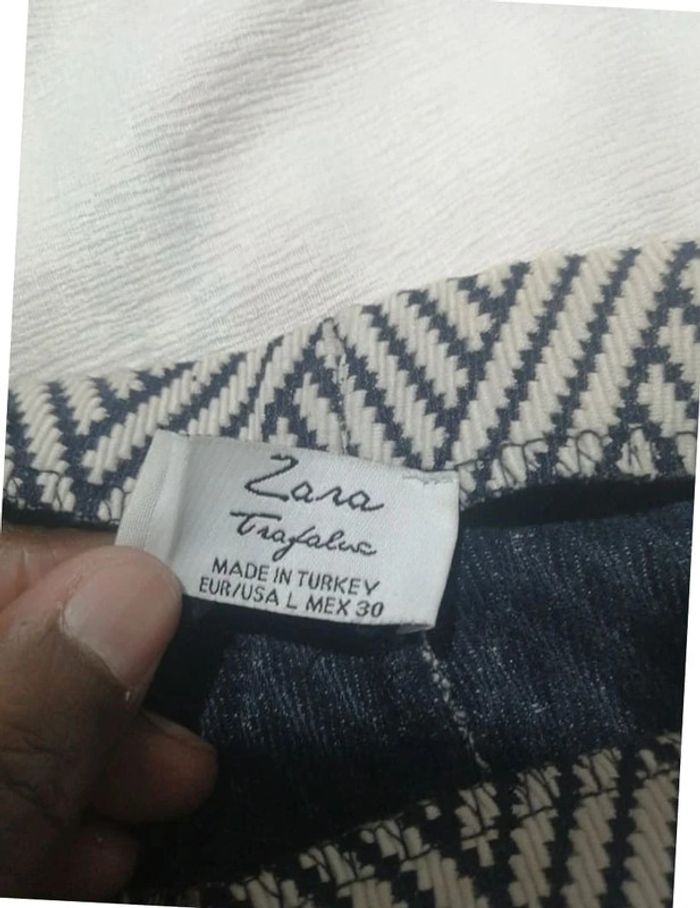 Zara
Trafaluc
MADE IN TURKEY
EUR/USA L MEX 30